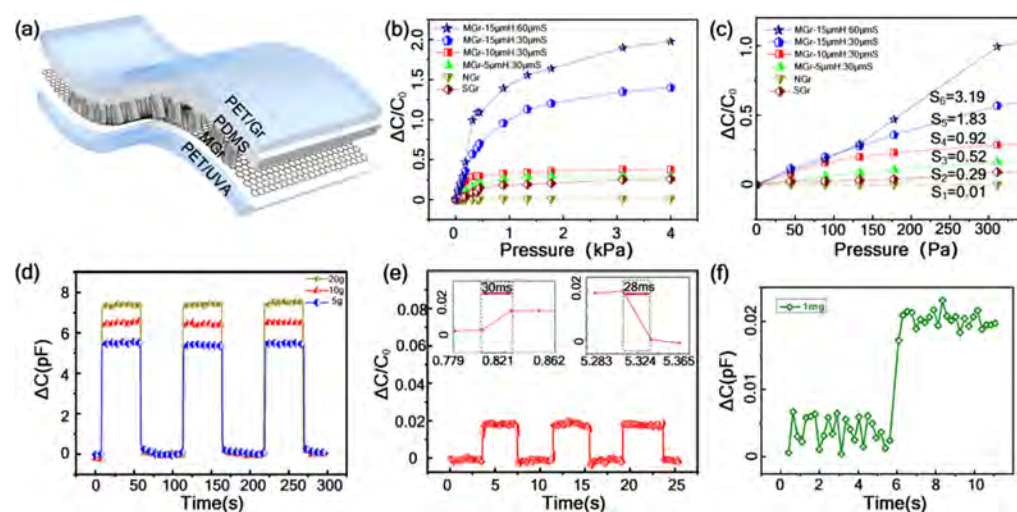 (a)
PET/Gr
PDMS
MGr
PET/UVA
(b)
MGr-15μmH:60μmS
MGr-15μmH:30μmS
MGr-10μmH:30μmS
MGr-5μmH:30μmS
NGr
SGr
ΔC/C₀
2.0
1.5
1.0
0.5
0
0 1 2 3 4
Pressure (kPa)
(c)
MGr-15μmH:60μmS
MGr-15μmH:30μmS
MGr-10μmH:30μmS
MGr-5μmH:30μmS
NGr
SGr
S₆=3.19
S₅=1.83
S₄=0.92
S₃=0.52
S₂=0.29
S₁=0.01
ΔC/C₀
1.0
0.5
0
0 50 100 150 200 250 300
Pressure (Pa)
(d)
20g
10g
5g
ΔC(pF)
8
6
4
2
0
0 50 100 150 200 250 300
Time(s)
(e)
30ms
0.02
0
0.779 0.821 0.862
28ms
0.02
0
5.283 5.324 5.365
ΔC/C₀
0.10
0.08
0.06
0.04
0.02
0.00
0 5 10 15 20 25
Time(s)
(f)
1mg
ΔC(pF)
0.02
0.01
0
0 2 4 6 8 10
Time(s)